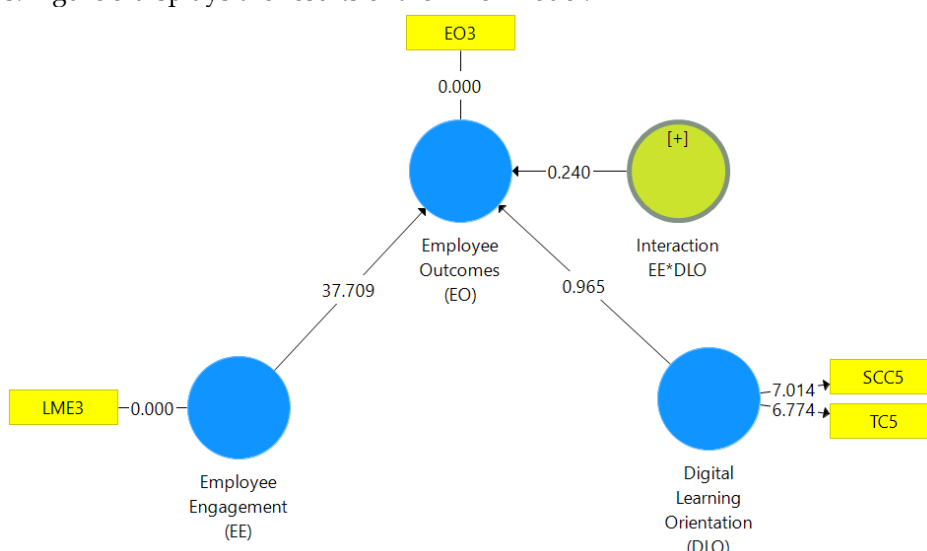 EO3
0.000
[+]
0.240
Employee
Outcomes
(EO)
Interaction
EE*DLO
37.709
0.965
LME3
0.000
SCC5
7.014
6.774
TC5
Employee
Engagement
(EE)
Digital
Learning
Orientation
(DLO)